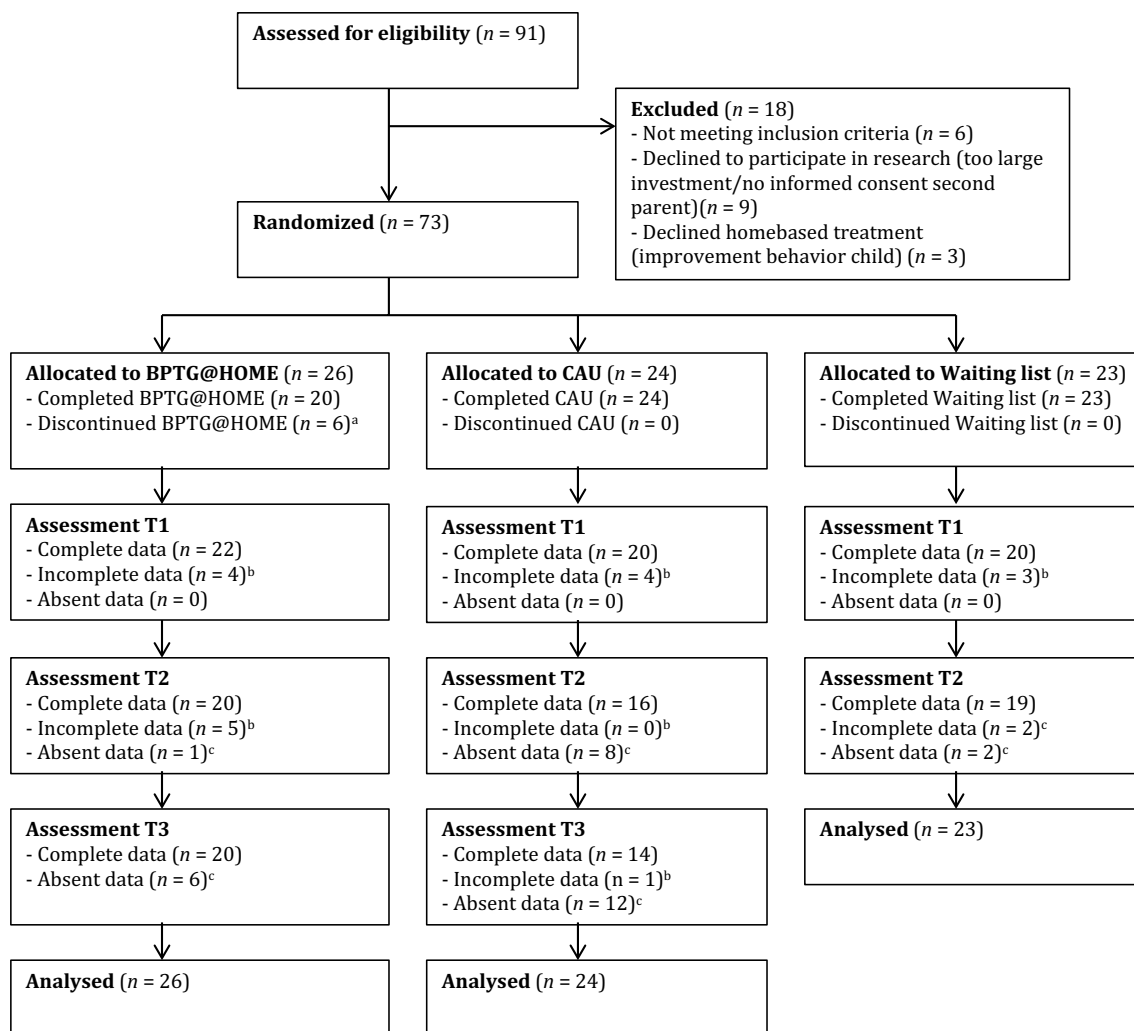 Assessed for eligibility (n = 91)
Excluded (n = 18)
- Not meeting inclusion criteria (n = 6)
- Declined to participate in research (too large
investment/no informed consent second
parent)(n = 9)
- Declined homebased treatment
(improvement behavior child) (n = 3)
Randomized (n = 73)
Allocated to BPTG@HOME (n = 26)
- Completed BPTG@HOME (n = 20)
- Discontinued BPTG@HOME (n = 6)ᵃ
Allocated to CAU (n = 24)
- Completed CAU (n = 24)
- Discontinued CAU (n = 0)
Allocated to Waiting list (n = 23)
- Completed Waiting list (n = 23)
- Discontinued Waiting list (n = 0)
Assessment T1
- Complete data (n = 22)
- Incomplete data (n = 4)ᵇ
- Absent data (n = 0)
Assessment T1
- Complete data (n = 20)
- Incomplete data (n = 4)ᵇ
- Absent data (n = 0)
Assessment T1
- Complete data (n = 20)
- Incomplete data (n = 3)ᵇ
- Absent data (n = 0)
Assessment T2
- Complete data (n = 20)
- Incomplete data (n = 5)ᵇ
- Absent data (n = 1)ᶜ
Assessment T2
- Complete data (n = 16)
- Incomplete data (n = 0)ᵇ
- Absent data (n = 8)ᶜ
Assessment T2
- Complete data (n = 19)
- Incomplete data (n = 2)ᶜ
- Absent data (n = 2)ᶜ
Assessment T3
- Complete data (n = 20)
- Absent data (n = 6)ᶜ
Assessment T3
- Complete data (n = 14)
- Incomplete data (n = 1)ᵇ
- Absent data (n = 12)ᶜ
Analysed (n = 23)
Analysed (n = 26)
Analysed (n = 24)